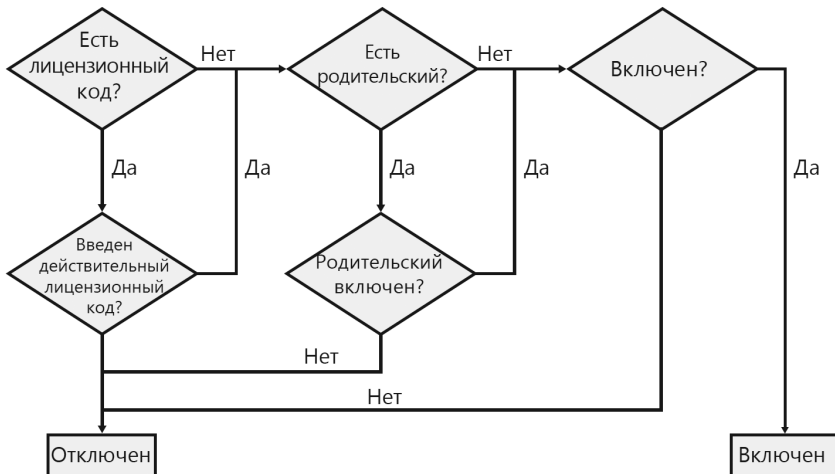 Есть
лицензионный
код?
Нет
Есть
родительский?
Нет
Включен?
Да
Да
Да
Да
Да
Введен
действительный
лицензионный
код?
Родительский
включен?
Нет
Нет
Отключен
Включен